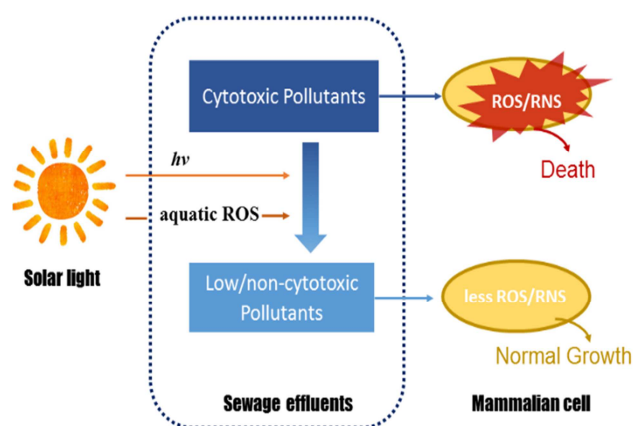 Cytotoxic Pollutants
ROS/RNS
Death
hv
aquatic ROS
Solar light
Low/non-cytotoxic
Pollutants
less ROS/RNS
Normal Growth
Sewage effluents
Mammalian cell